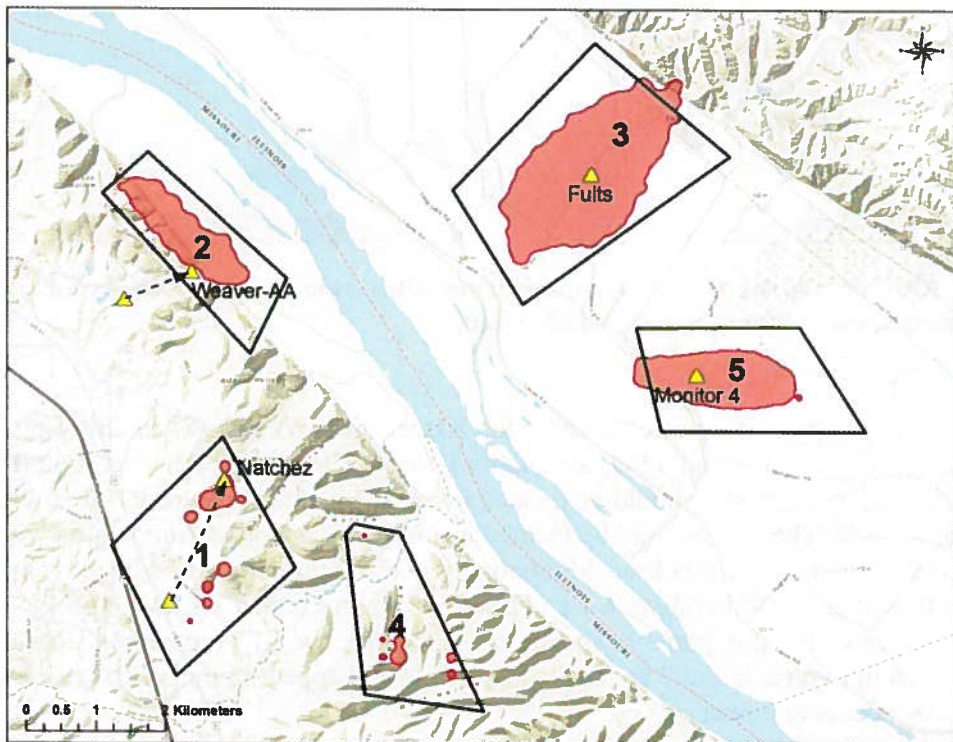 MISSOURI
ILLINOIS
3
Fults
2
Weaver-AA
5
Monitor 4
Natchez
1
4
ILLINOIS
MISSOURI
0 0.5 1 2 Kilometers